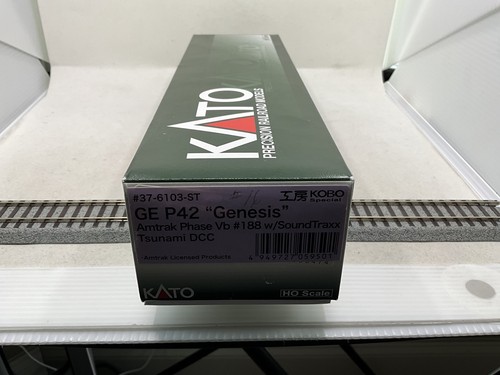 KATO
PRECISION RAILROAD MODELS
#37-6103-ST
工房 KOBO
Special
GE P42 "Genesis"
Amtrak Phase Vb #188 w/SoundTraxx
Tsunami DCC
Amtrak Licensed Products
KATO
HO Scale